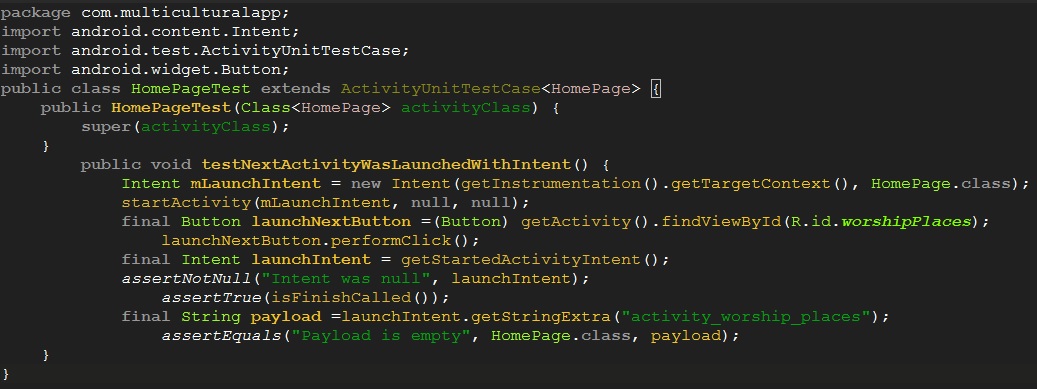 package com.multiculturalapp;
import android.content.Intent;
import android.test.ActivityUnitTestCase;
import android.widget.Button;
public class HomePageTest extends ActivityUnitTestCase<HomePage> {
    public HomePageTest(Class<HomePage> activityClass) {
        super(activityClass);
    }
        public void testNextActivityWasLaunchedWithIntent() {
            Intent mLaunchIntent = new Intent(getInstrumentation().getTargetContext(), HomePage.class);
            startActivity(mLaunchIntent, null, null);
            final Button launchNextButton =(Button) getActivity().findViewById(R.id.worshipPlaces);
                launchNextButton.performClick();
            final Intent launchIntent = getStartedActivityIntent();
            assertNotNull("Intent was null", launchIntent);
                assertTrue(isFinishCalled());
            final String payload =launchIntent.getStringExtra("activity_worship_places");
                assertEquals("Payload is empty", HomePage.class, payload);
    }
}